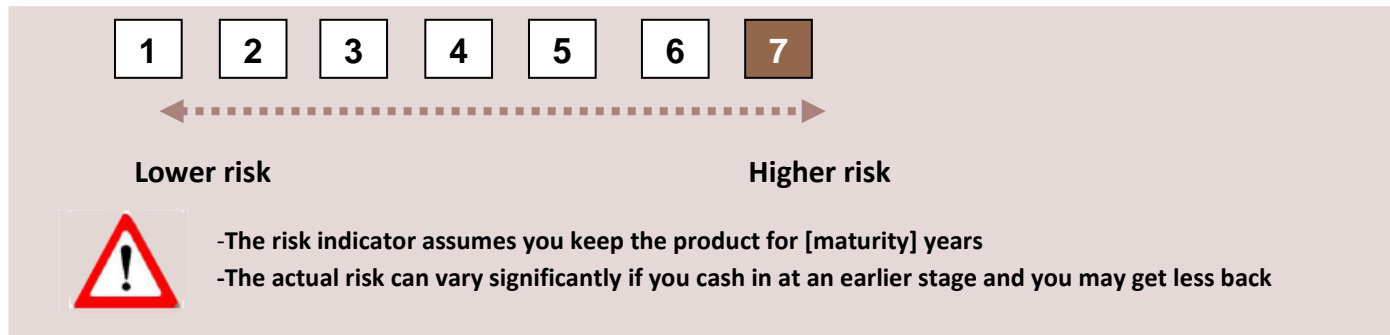 1 2 3 4 5 6 7
Lower risk Higher risk
-The risk indicator assumes you keep the product for [maturity] years
-The actual risk can vary significantly if you cash in at an earlier stage and you may get less back